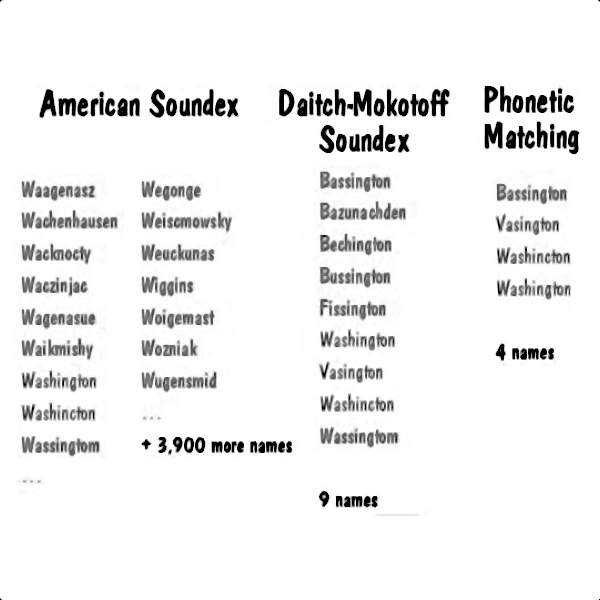 American Soundex
Waagenasz
Wachenhausen
Wacknocty
Waczinjac
Wagenasue
Waikmishy
Washington
Washincton
Wassingtom
...
Wegonge
Weiscmowsky
Weuckunas
Wiggins
Woigemast
Wozniak
Wugensmid
...
+ 3,900 more names
Daitch-Mokotoff
Soundex
Bassington
Bazunachden
Bechington
Bussington
Fissington
Washington
Vasington
Washincton
Wassingtom
9 names
Phonetic
Matching
Bassington
Vasington
Washincton
Washington
4 names